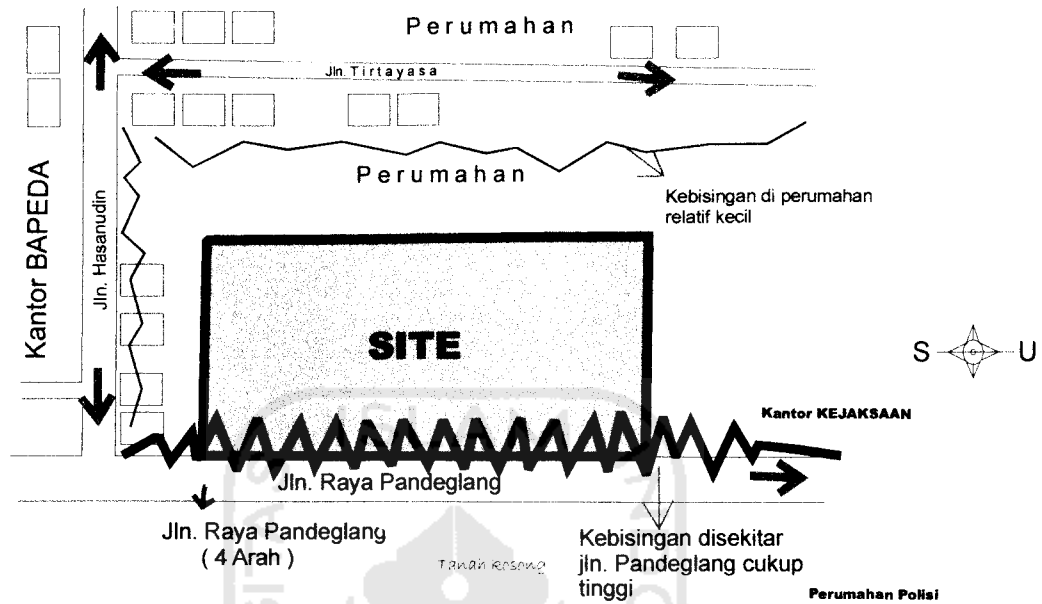 Perumahan
Jln. Tirtayasa
Perumahan
Kebisingan di perumahan
relatif kecil
Kantor BAPEDA
Jln. Hasanudin
SITE
S U
Kantor KEJAKSAAN
ISLAM
Jln. Raya Pandeglang
Jln. Raya Pandeglang
( 4 Arah )
Tanah Kosong
Kebisingan disekitar
jln. Pandeglang cukup
tinggi
Perumahan Polisi